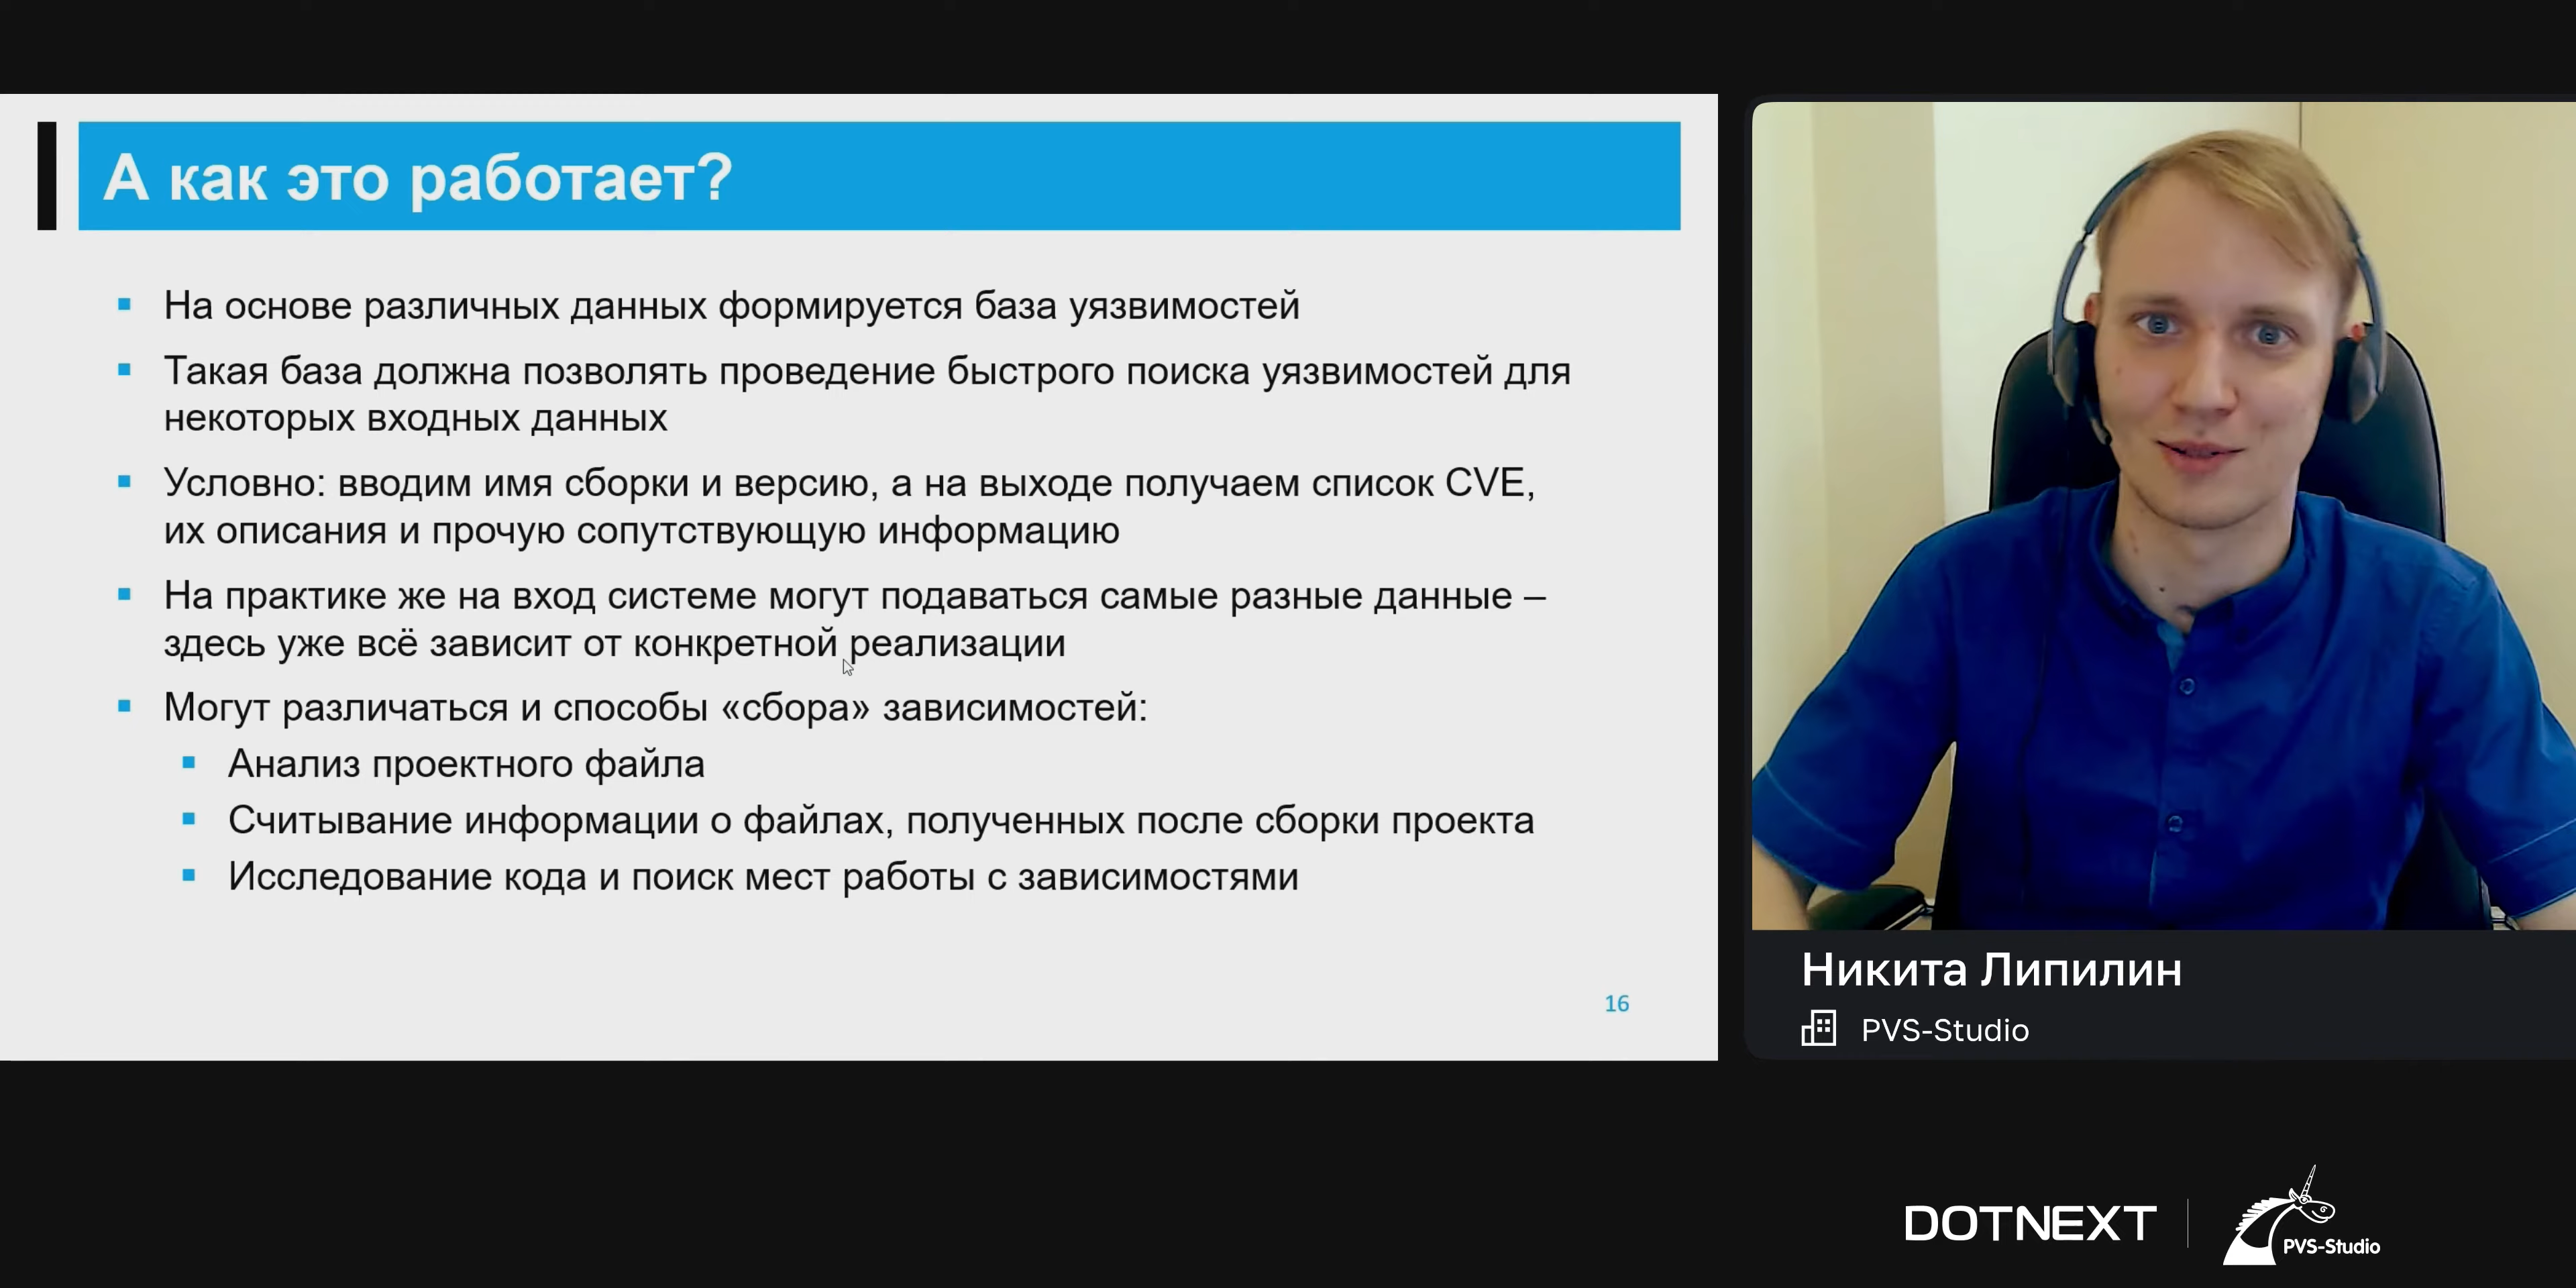 А как это работает?
На основе различных данных формируется база уязвимостей
Такая база должна позволять проведение быстрого поиска уязвимостей для
некоторых входных данных
Условно: вводим имя сборки и версию, а на выходе получаем список CVE,
их описания и прочую сопутствующую информацию
На практике же на вход системе могут подаваться самые разные данные –
здесь уже всё зависит от конкретной реализации
Могут различаться и способы «сбора» зависимостей:
Анализ проектного файла
Считывание информации о файлах, полученных после сборки проекта
Исследование кода и поиск мест работы с зависимостями
16
Никита Липилин
PVS-Studio
DOTNEXT
PVS-Studio